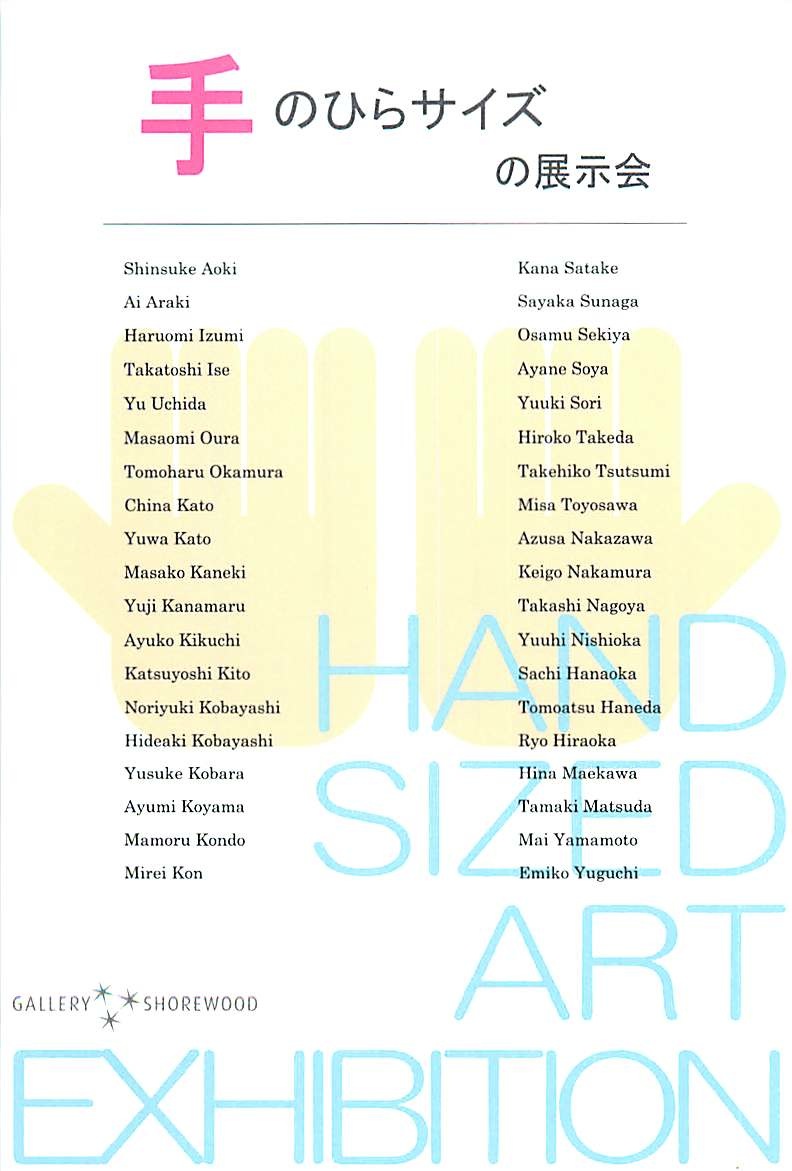 手のひらサイズ
の展示会
Shinsuke Aoki
Ai Araki
Haruomi Izumi
Takatoshi Ise
Yu Uchida
Masaomi Oura
Tomoharu Okamura
China Kato
Yuwa Kato
Masako Kaneki
Yuji Kanamaru
Ayuko Kikuchi
Katsuyoshi Kito
Noriyuki Kobayashi
Hideaki Kobayashi
Yusuke Kobara
Ayumi Koyama
Mamoru Kondo
Mirei Kon
Kana Satake
Sayaka Sunaga
Osamu Sekiya
Ayane Soya
Yuuki Sori
Hiroko Takeda
Takehiko Tsutsumi
Misa Toyosawa
Azusa Nakazawa
Keigo Nakamura
Takashi Nagoya
Yuuhi Nishioka
Sachi Hanaoka
Tomoatsu Haneda
Ryo Hiraoka
Hina Maekawa
Tamaki Matsuda
Mai Yamamoto
Emiko Yuguchi
HAND
SIZED
ART
EXHIBITION
GALLERY SHOREWOOD